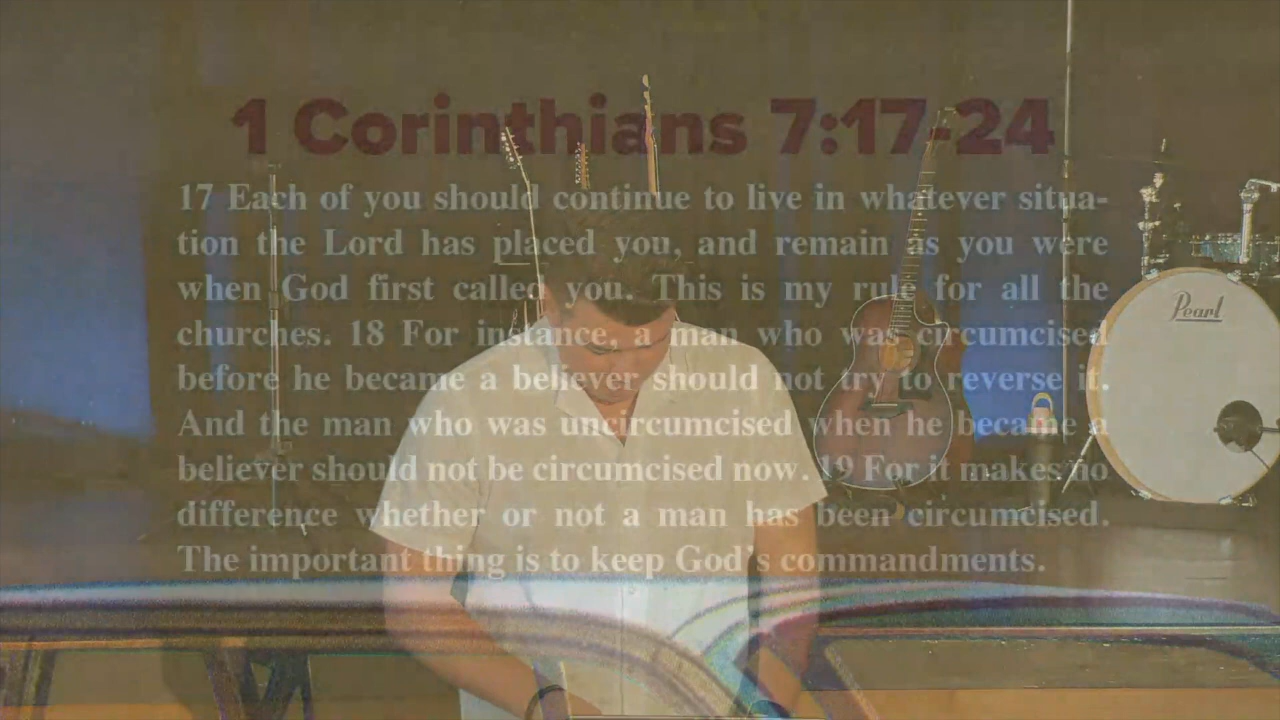 1 Corinthians 7:17-24
17 Each of you should continue to live in whatever situa-
tion the Lord has placed you, and remain as you were
when God first called you. This is my rule for all the
churches. 18 For instance, a man who was circumcised
before he became a believer should not try to reverse it.
And the man who was uncircumcised when he became a
believer should not be circumcised now. 19 For it makes no
difference whether or not a man has been circumcised.
The important thing is to keep God's commandments.
Pearl